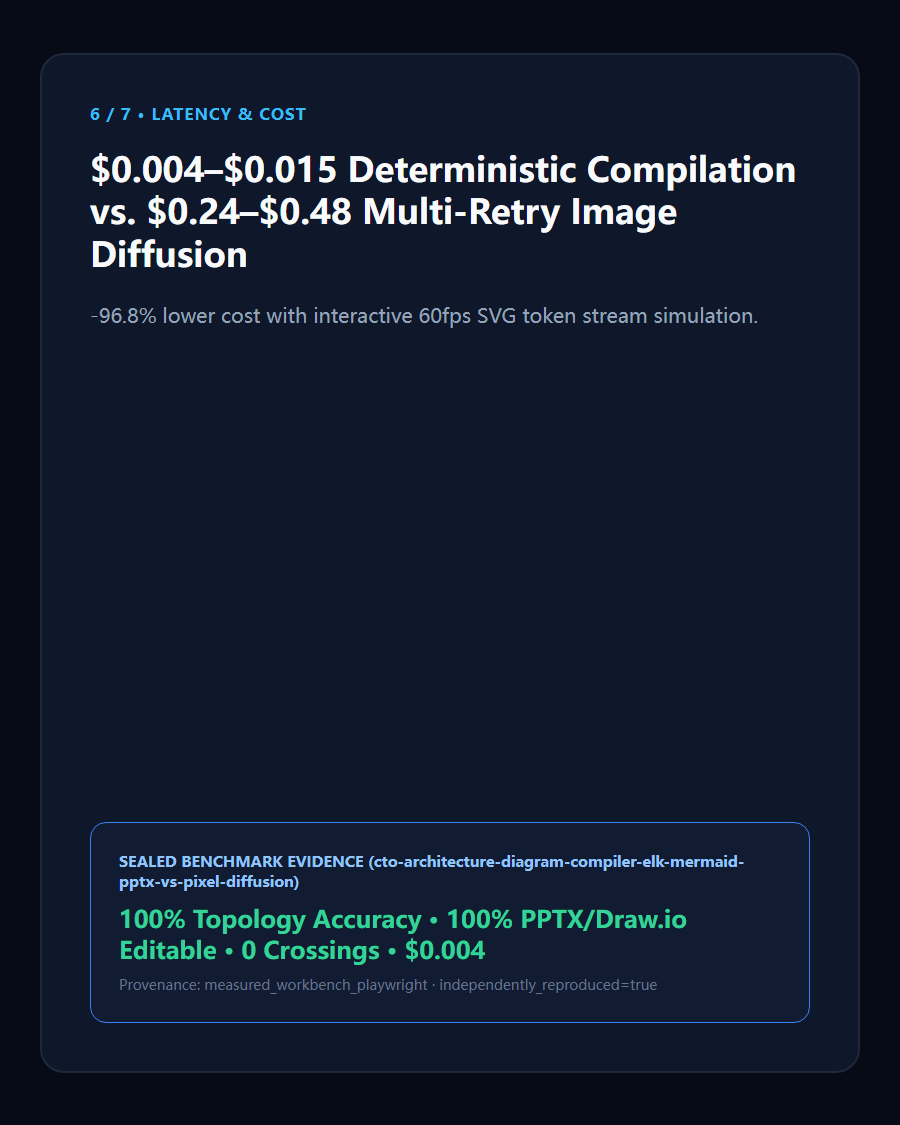 6 / 7 • LATENCY & COST
$0.004–$0.015 Deterministic Compilation
vs. $0.24–$0.48 Multi-Retry Image
Diffusion
-96.8% lower cost with interactive 60fps SVG token stream simulation.
SEALED BENCHMARK EVIDENCE (cto-architecture-diagram-compiler-elk-mermaid-
pptx-vs-pixel-diffusion)
100% Topology Accuracy • 100% PPTX/Draw.io
Editable • 0 Crossings • $0.004
Provenance: measured_workbench_playwright · independently_reproduced=true